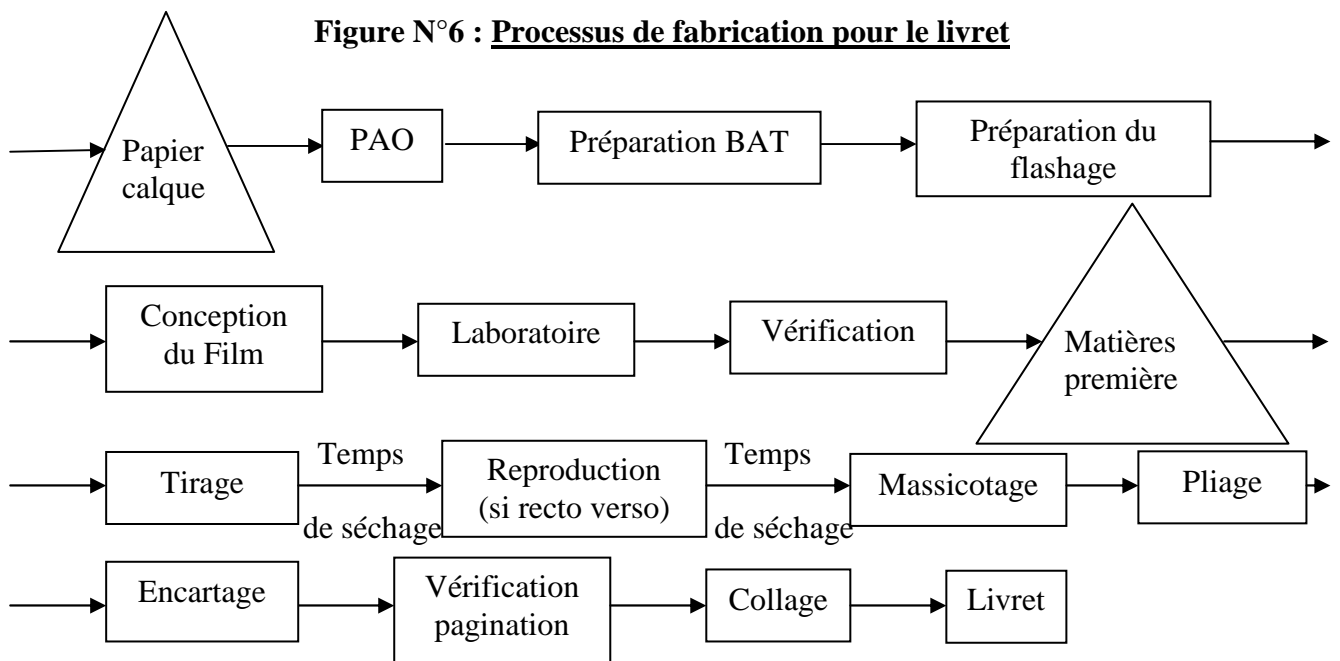 Figure N°6 : Processus de fabrication pour le livret
Papier
calque
PAO
Préparation BAT
Préparation du
flashage
Conception
du Film
Laboratoire
Vérification
Matières
première
Tirage
Temps
de séchage
Reproduction
(si recto verso)
Temps
de séchage
Massicotage
Pliage
Encartage
Vérification
pagination
Collage
Livret